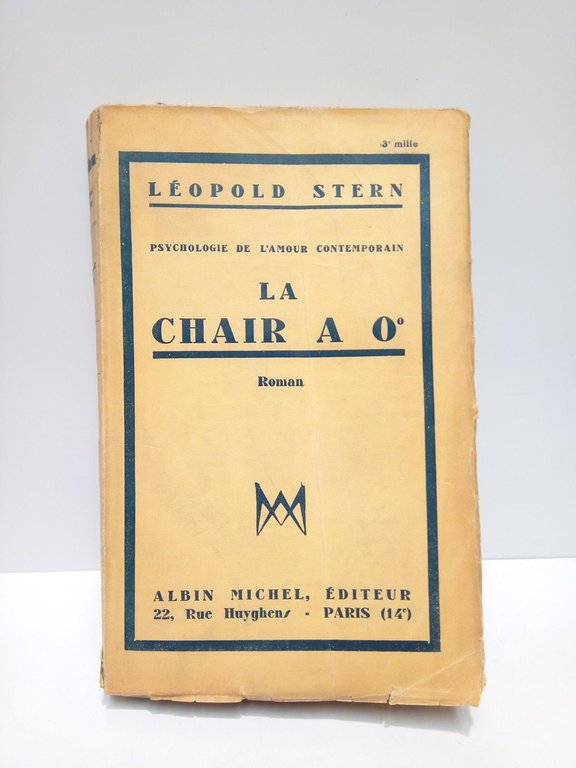 3e mille
LÉOPOLD STERN
PSYCHOLOGIE DE L'AMOUR CONTEMPORAIN
LA
CHAIR A 0°
Roman
ALBIN MICHEL, ÉDITEUR
22, Rue Huyghens - PARIS (14e)